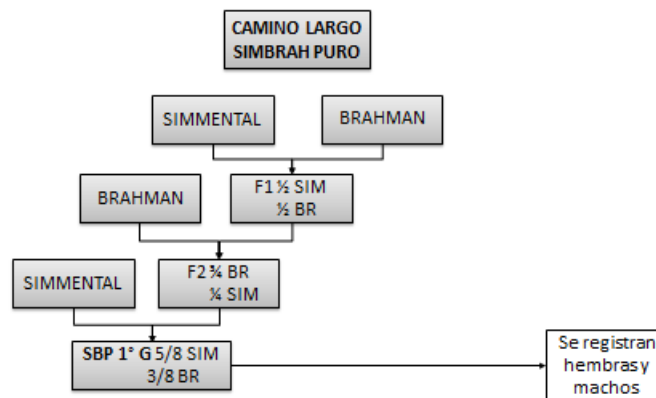 CAMINO LARGO
SIMBRAH PURO
SIMMENTAL
BRAHMAN
BRAHMAN
F1 ½ SIM
½ BR
SIMMENTAL
F2 ¾ BR
¼ SIM
SBP 1° G 5/8 SIM
3/8 BR
Se registran
hembras y
machos